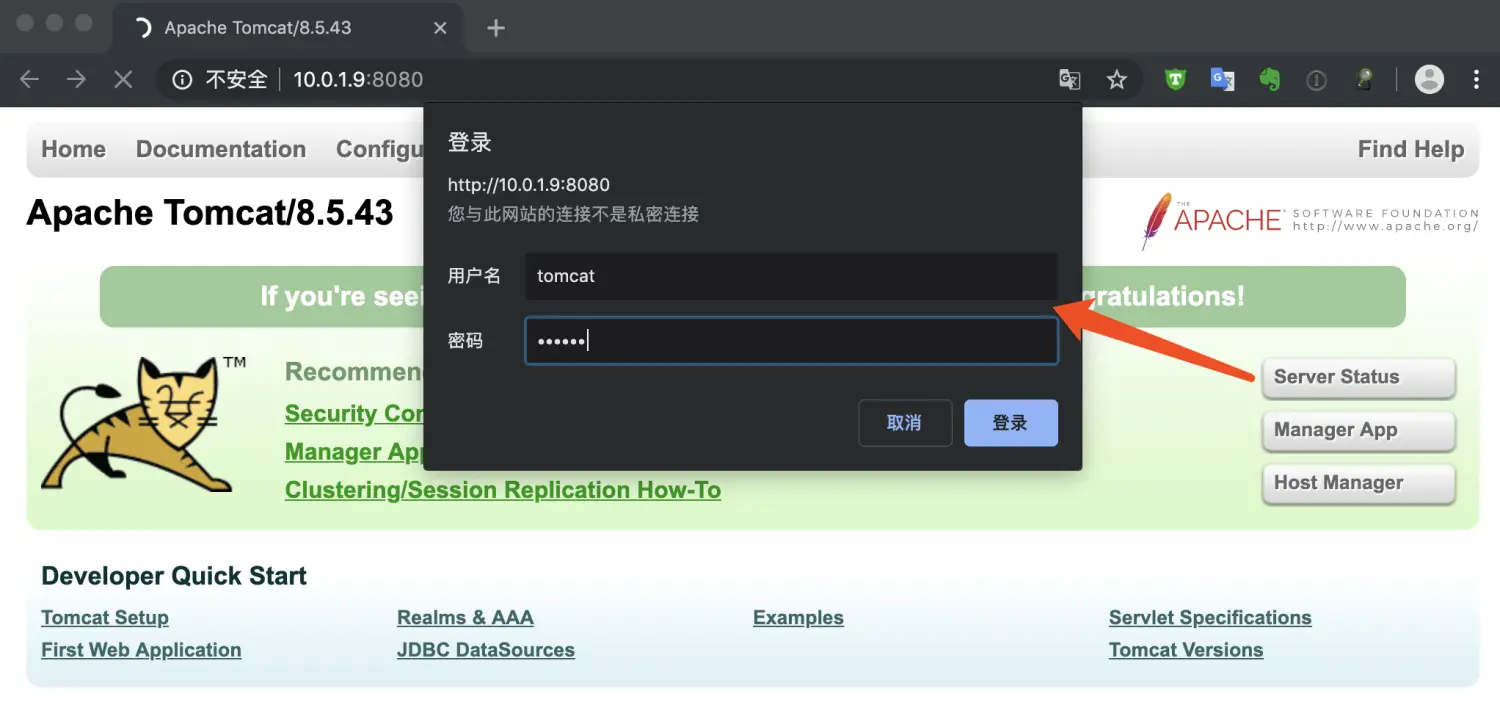 Apache Tomcat/8.5.43
不安全 10.0.1.9:8080
Home Documentation Configu Find Help
登录
http://10.0.1.9:8080
您与此网站的连接不是私密连接
用户名 tomcat
密码 ••••••
取消 登录
Apache Tomcat/8.5.43
THE APACHE SOFTWARE FOUNDATION
http://www.apache.org/
If you're seei gratulations!
TM
Recommen
Security Con
Manager App
Clustering/Session Replication How-To
Server Status
Manager App
Host Manager
Developer Quick Start
Tomcat Setup Realms & AAA Examples Servlet Specifications
First Web Application JDBC DataSources Tomcat Versions